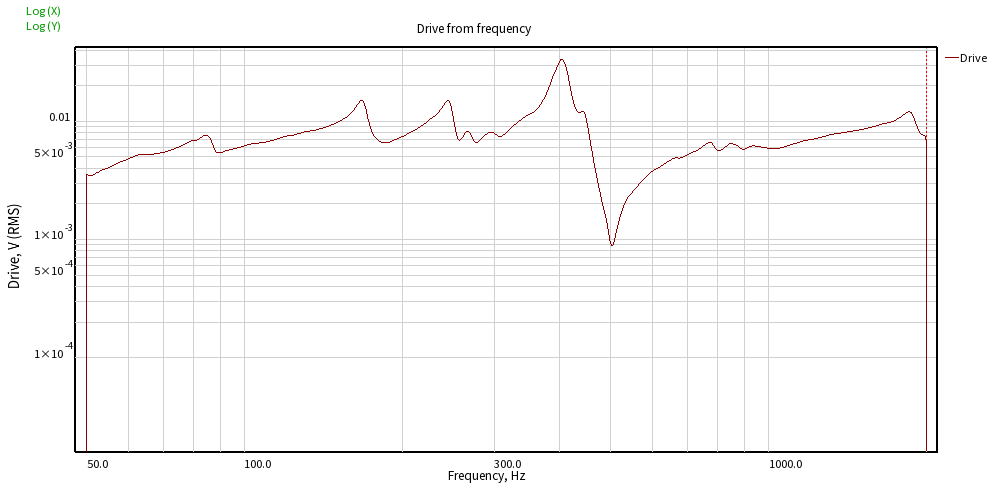 Log(X)
Log(Y)
Drive from frequency
Drive
0.01
5×10⁻³
1×10⁻³
5×10⁻⁴
1×10⁻⁴
Drive, V (RMS)
50.0 100.0 300.0 1000.0
Frequency, Hz